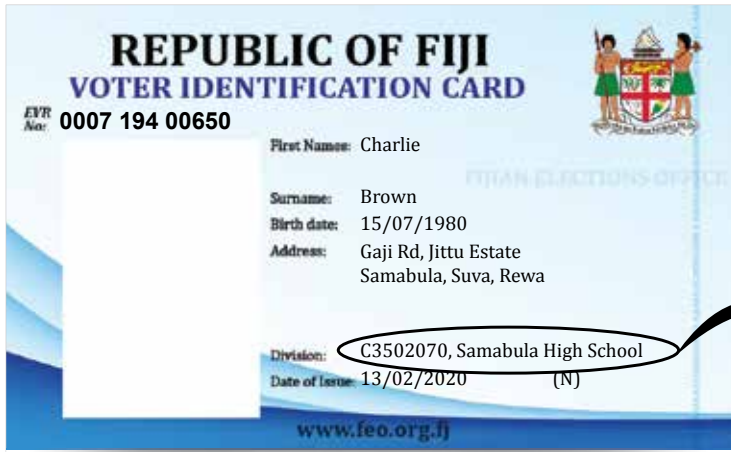 REPUBLIC OF FIJI
VOTER IDENTIFICATION CARD
EVR No: 0007 194 00650
First Names: Charlie
FIJIAN ELECTIONS OFFICE
Surname: Brown
Birth date: 15/07/1980
Address: Gaji Rd, Jittu Estate
Samabula, Suva, Rewa
Division: C3502070, Samabula High School
Date of Issue: 13/02/2020 (N)
www.feo.org.fj